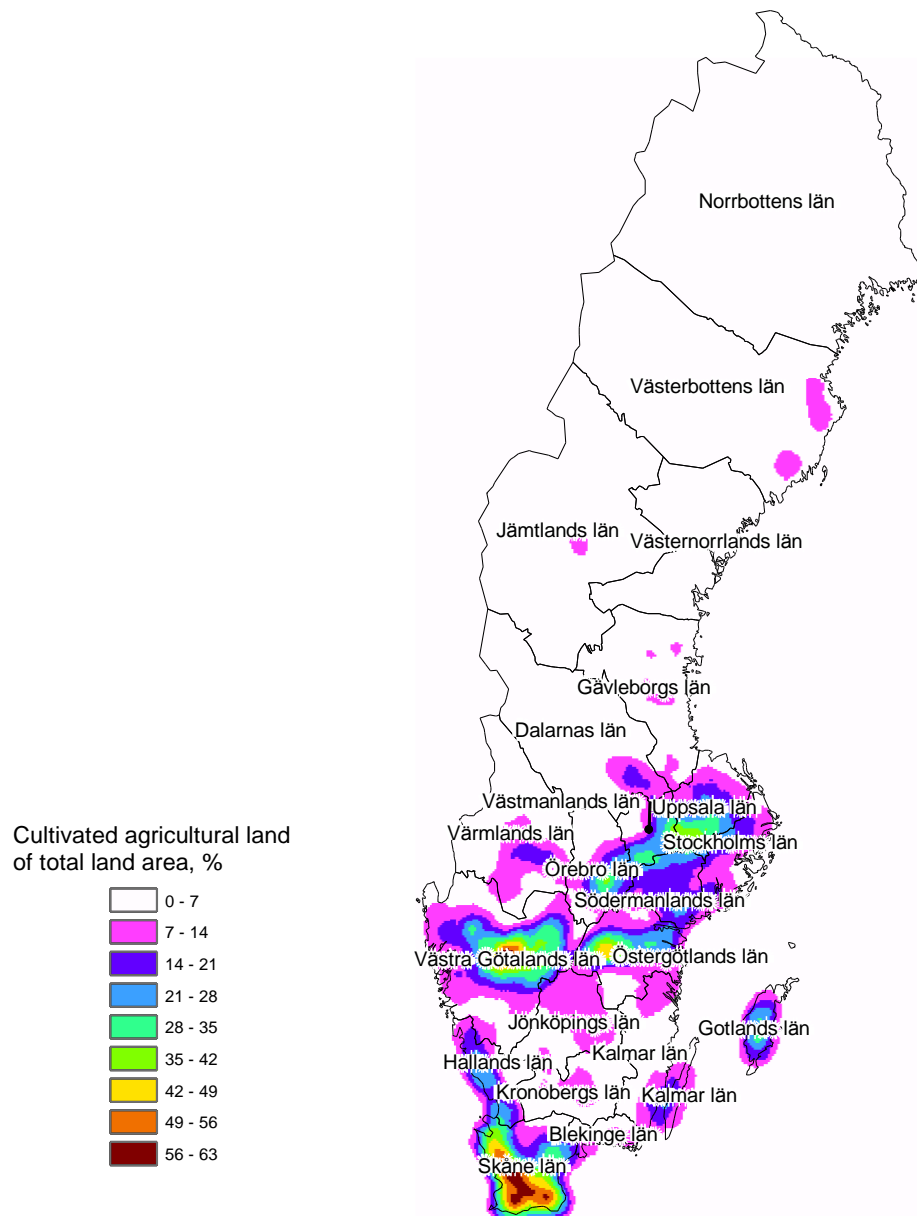 Norrbottens län
Västerbottens län
Jämtlands län
Västernorrlands län
Gävleborgs län
Dalarnas län
Västmanlands län
Uppsala län
Värmlands län
Stockholms län
Örebro län
Södermanlands län
Västra Götalands län
Östergötlands län
Jönköpings län
Gotlands län
Kalmar län
Hallands län
Kronobergs län
Kalmar län
Blekinge län
Skåne län
Cultivated agricultural land
of total land area, %
0 - 7
7 - 14
14 - 21
21 - 28
28 - 35
35 - 42
42 - 49
49 - 56
56 - 63